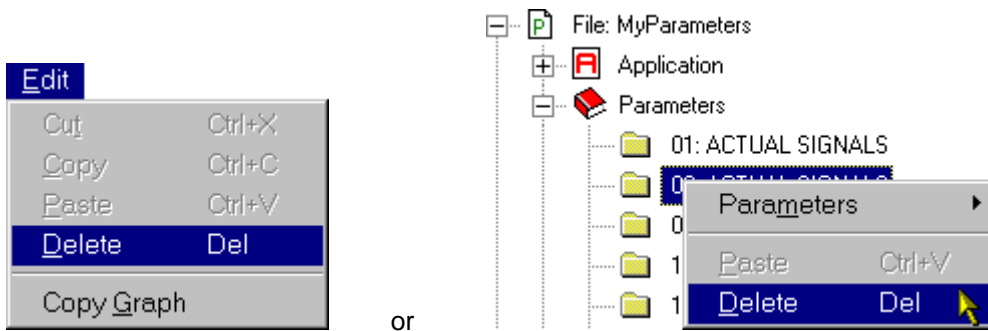 Edit
Cut Ctrl+X
Copy Ctrl+C
Paste Ctrl+V
Delete Del
Copy Graph
or
File: MyParameters
Application
Parameters
01: ACTUAL SIGNALS
Parameters
Paste Ctrl+V
Delete Del